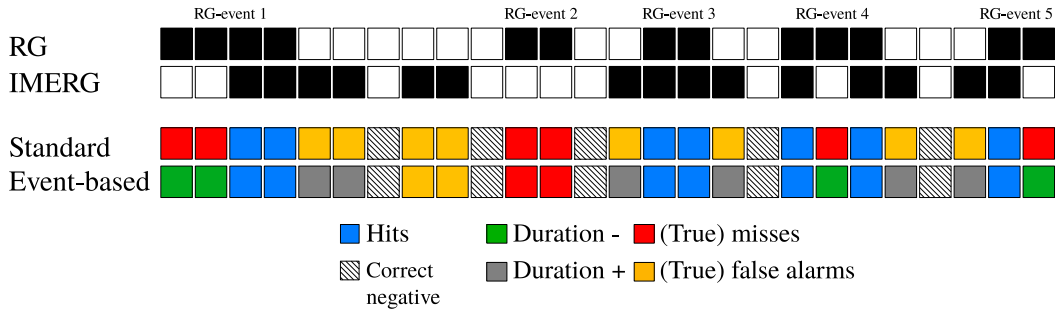 RG-event 1 RG-event 2 RG-event 3 RG-event 4 RG-event 5
RG
IMERG
Standard
Event-based
Hits Duration - (True) misses
Correct negative Duration + (True) false alarms